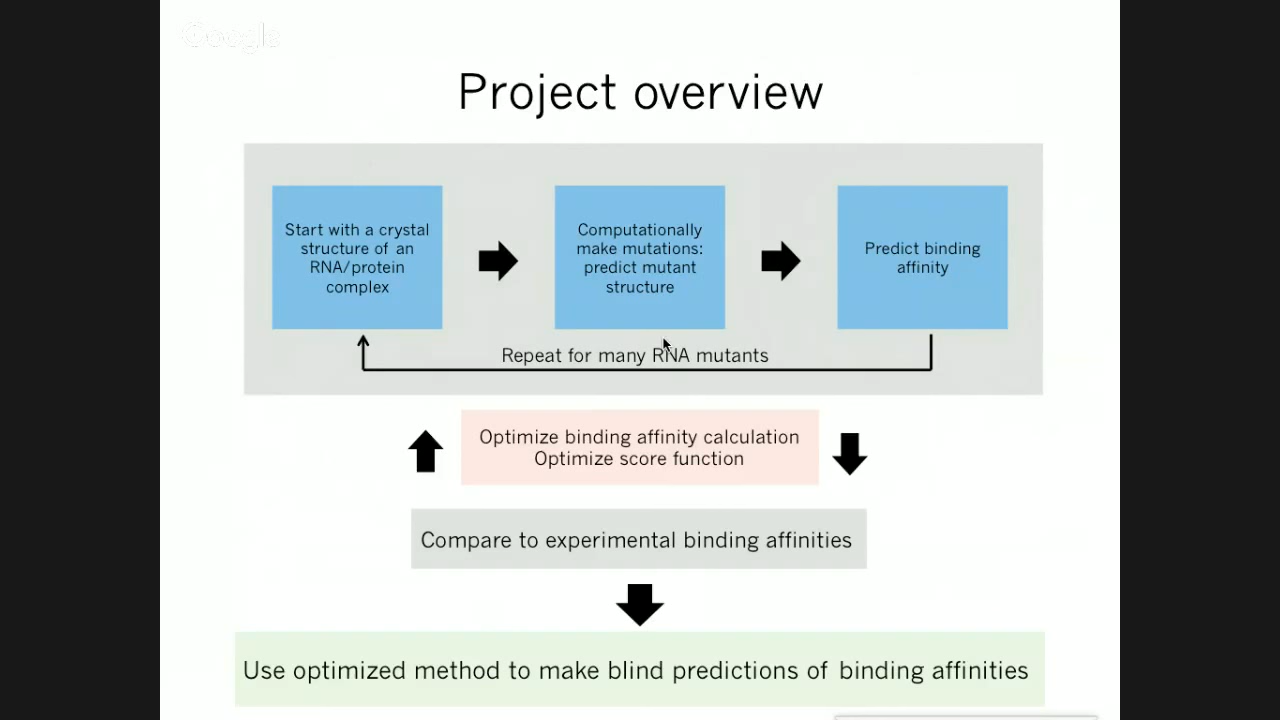 Google
Project overview
Start with a crystal
structure of an
RNA/protein
complex
Computationally
make mutations:
predict mutant
structure
Predict binding
affinity
Repeat for many RNA mutants
Optimize binding affinity calculation
Optimize score function
Compare to experimental binding affinities
Use optimized method to make blind predictions of binding affinities